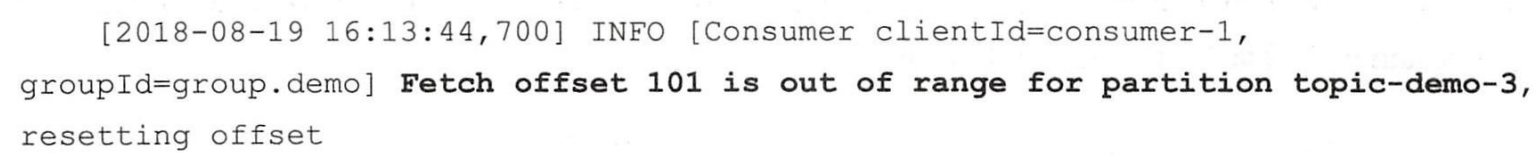 [2018-08-19 16:13:44,700] INFO [Consumer clientId=consumer-1,
groupId=group.demo] Fetch offset 101 is out of range for partition topic-demo-3,
resetting offset